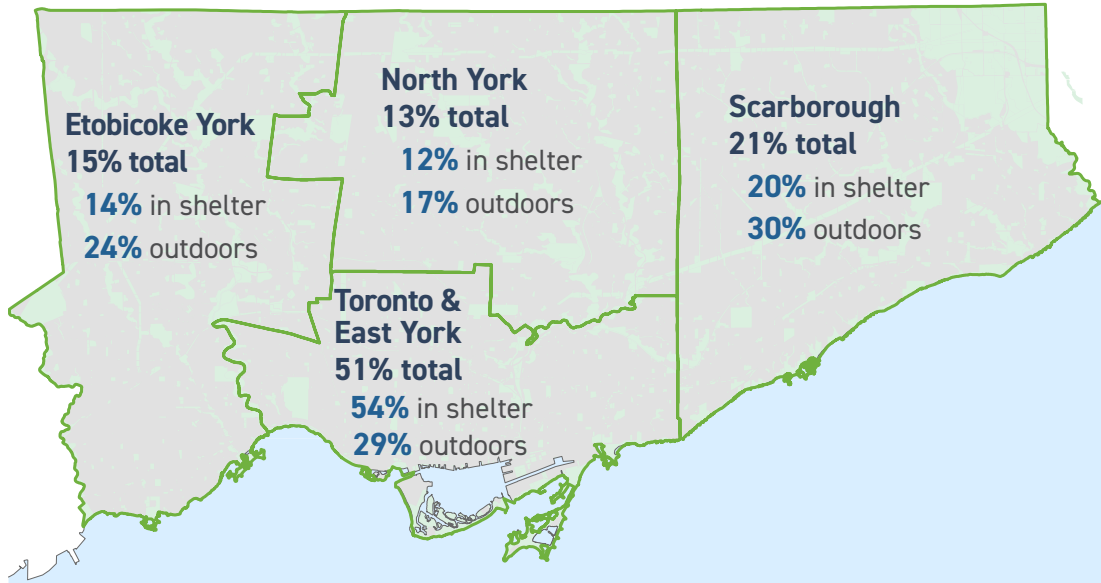 Etobicoke York
15% total
14% in shelter
24% outdoors
North York
13% total
12% in shelter
17% outdoors
Scarborough
21% total
20% in shelter
30% outdoors
Toronto &
East York
51% total
54% in shelter
29% outdoors